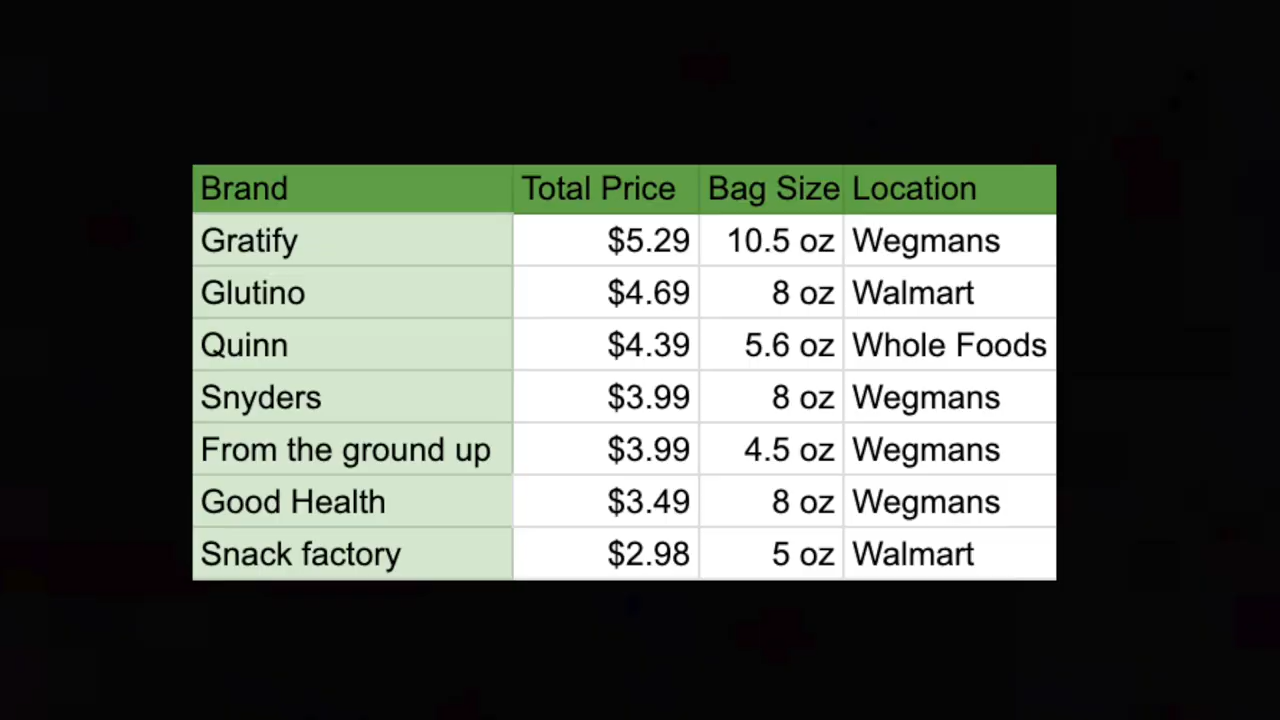 Brand Total Price Bag Size Location
Gratify $5.29 10.5 oz Wegmans
Glutino $4.69 8 oz Walmart
Quinn $4.39 5.6 oz Whole Foods
Snyders $3.99 8 oz Wegmans
From the ground up $3.99 4.5 oz Wegmans
Good Health $3.49 8 oz Wegmans
Snack factory $2.98 5 oz Walmart